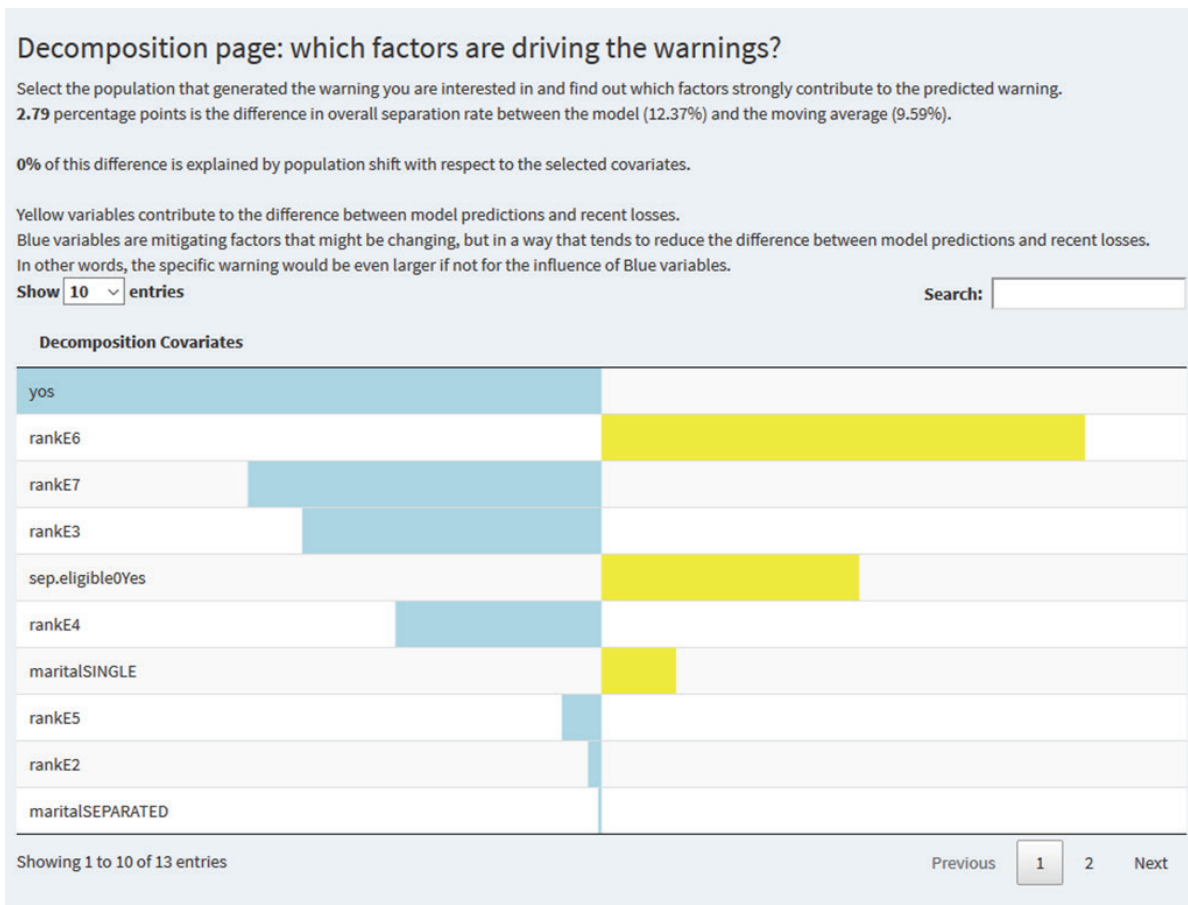 Decomposition page: which factors are driving the warnings?
Select the population that generated the warning you are interested in and find out which factors strongly contribute to the predicted warning.
2.79 percentage points is the difference in overall separation rate between the model (12.37%) and the moving average (9.59%).
0% of this difference is explained by population shift with respect to the selected covariates.
Yellow variables contribute to the difference between model predictions and recent losses.
Blue variables are mitigating factors that might be changing, but in a way that tends to reduce the difference between model predictions and recent losses.
In other words, the specific warning would be even larger if not for the influence of Blue variables.
Show 10 entries Search:
Decomposition Covariates
yos
rankE6
rankE7
rankE3
sep.eligible0Yes
rankE4
maritalSINGLE
rankE5
rankE2
maritalSEPARATED
Showing 1 to 10 of 13 entries Previous 1 2 Next